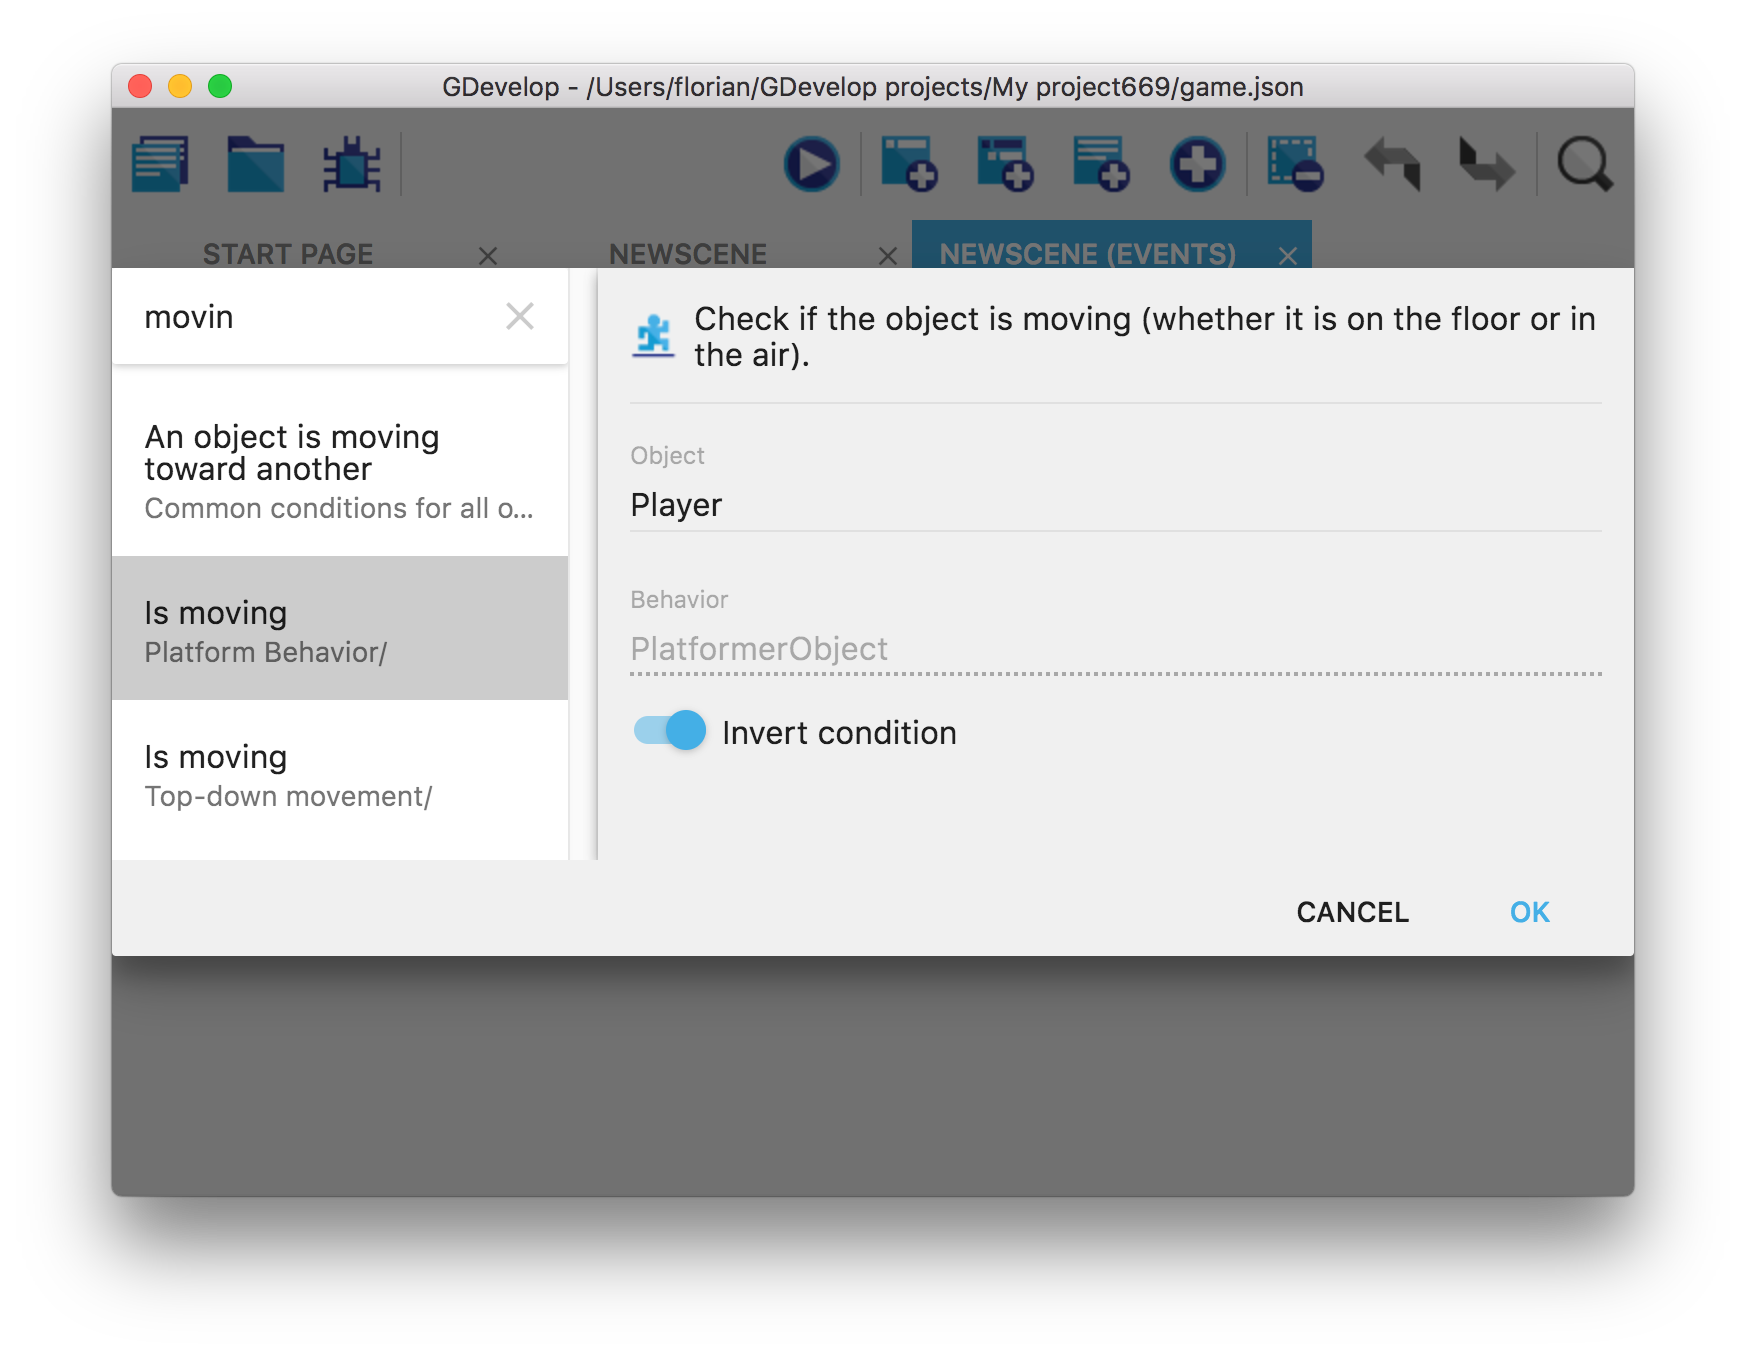 GDevelop - /Users/florian/GDevelop projects/My project669/game.json
START PAGE
NEWSCENE
NEWSCENE (EVENTS)
movin
An object is moving
toward another
Common conditions for all o...
Is moving
Platform Behavior/
Is moving
Top-down movement/
Check if the object is moving (whether it is on the floor or in
the air).
Object
Player
Behavior
PlatformerObject
Invert condition
CANCEL
OK